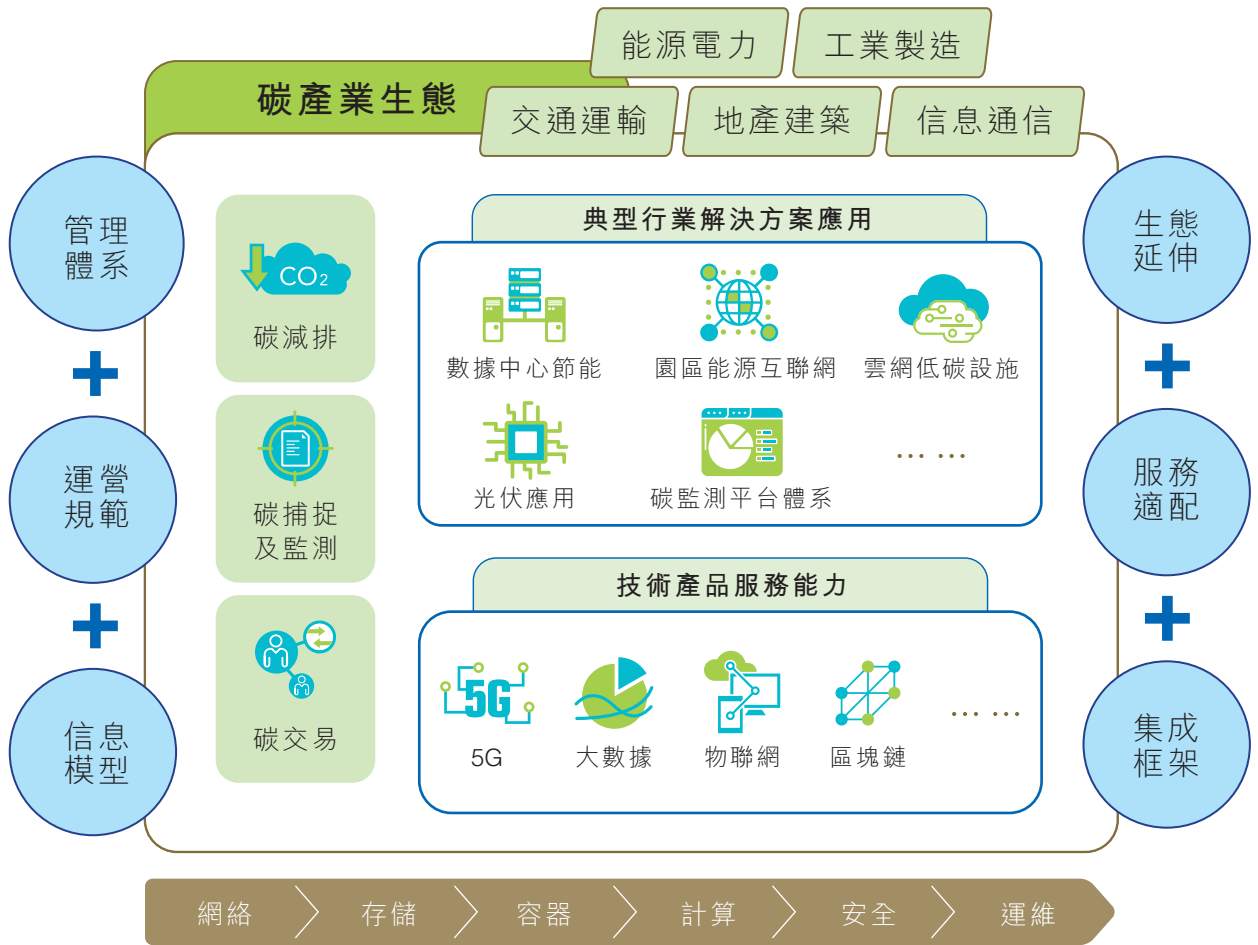 能源電力
工業製造
碳產業生態
交通運輸
地產建築
信息通信
管理
體系
運營
規範
信息
模型
CO2
碳減排
碳捕捉
及監測
碳交易
典型行業解決方案應用
數據中心節能
園區能源互聯網
雲網低碳設施
光伏應用
碳監測平台體系
... ...
技術產品服務能力
5G
5G
大數據
物聯網
區塊鏈
... ...
生態
延伸
服務
適配
集成
框架
網絡
存儲
容器
計算
安全
運維